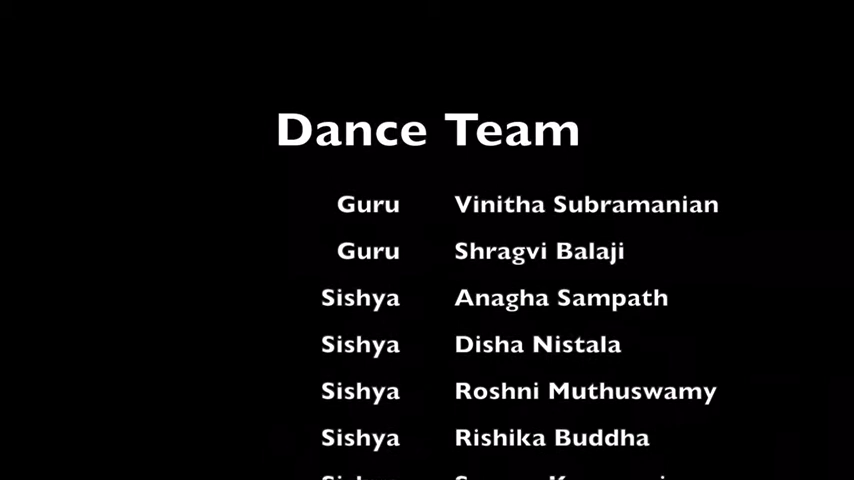 Dance Team
Guru Vinitha Subramanian
Guru Shragvi Balaji
Sishya Anagha Sampath
Sishya Disha Nistala
Sishya Roshni Muthuswamy
Sishya Rishika Buddha